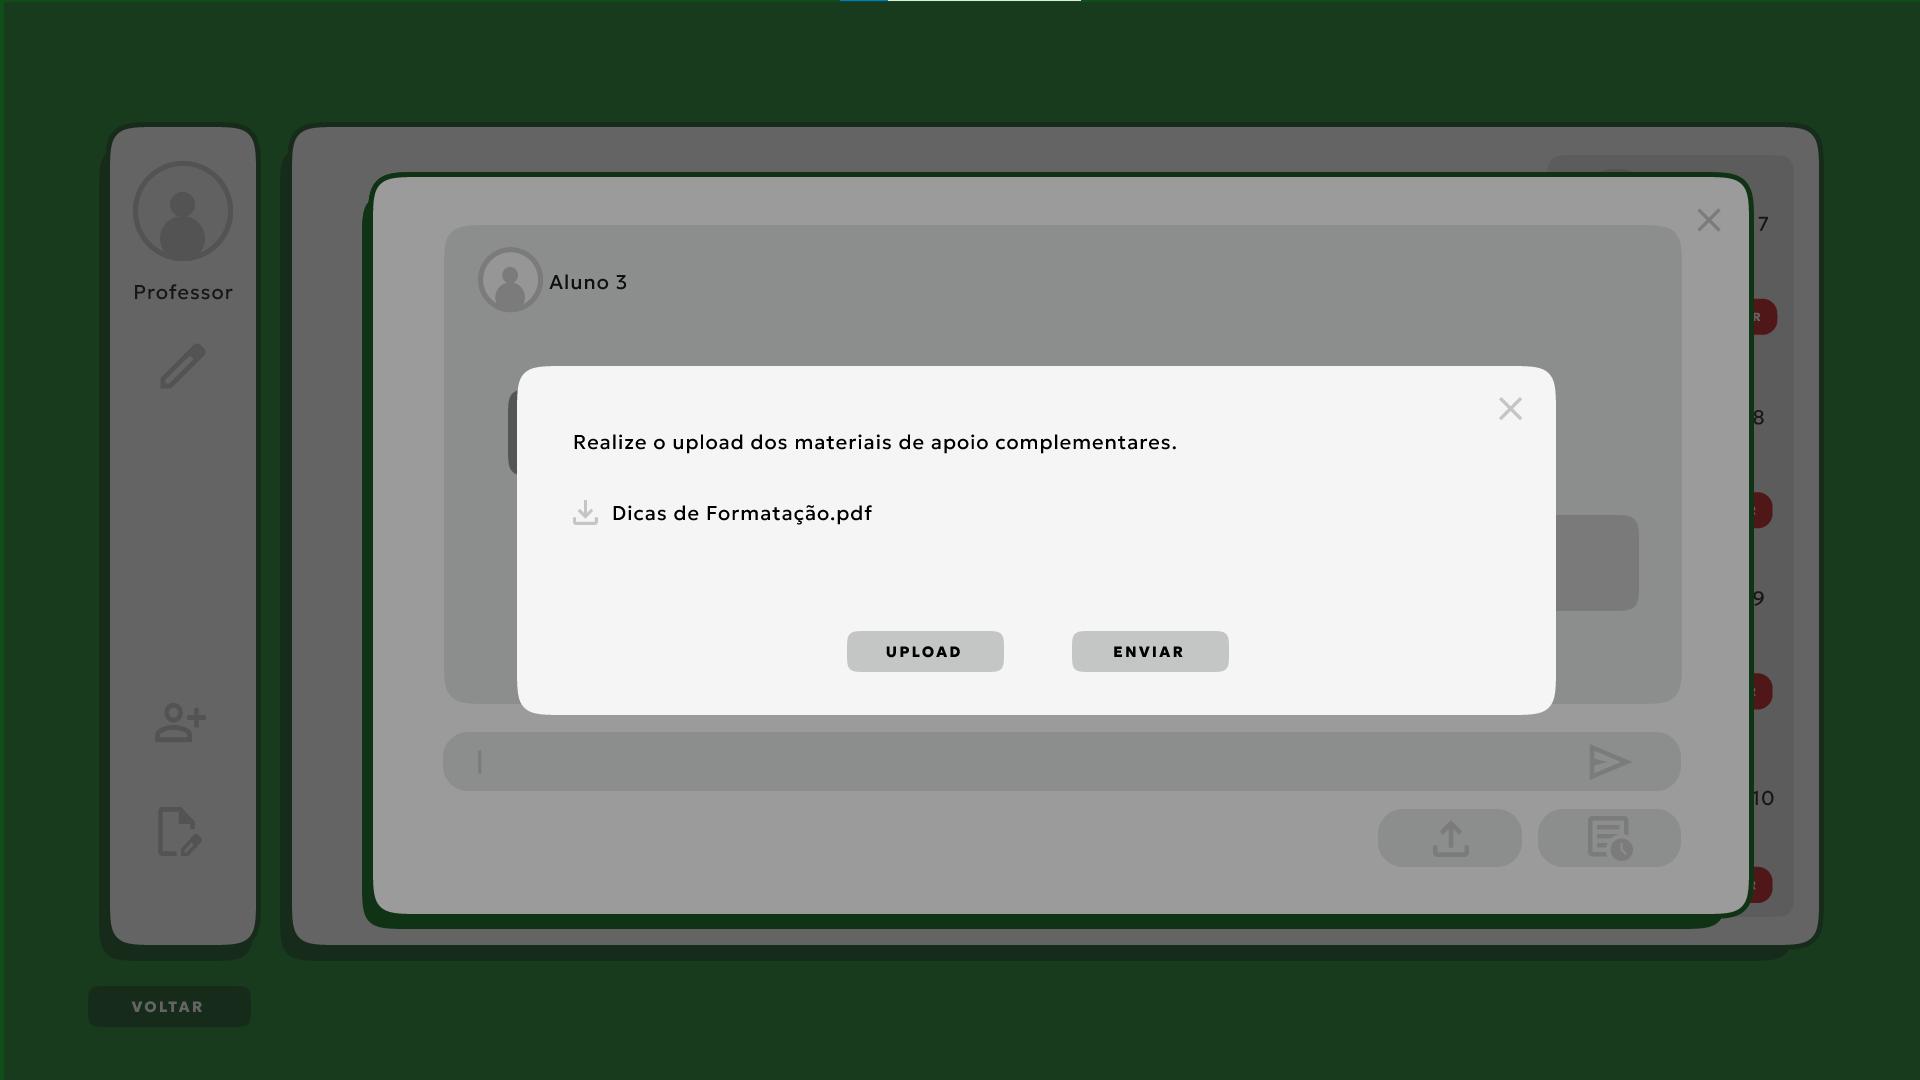 Professor
Aluno 3
7
R
8
Realize o upload dos materiais de apoio complementares.
Dicas de Formatação.pdf
9
UPLOAD
ENVIAR
10
VOLTAR